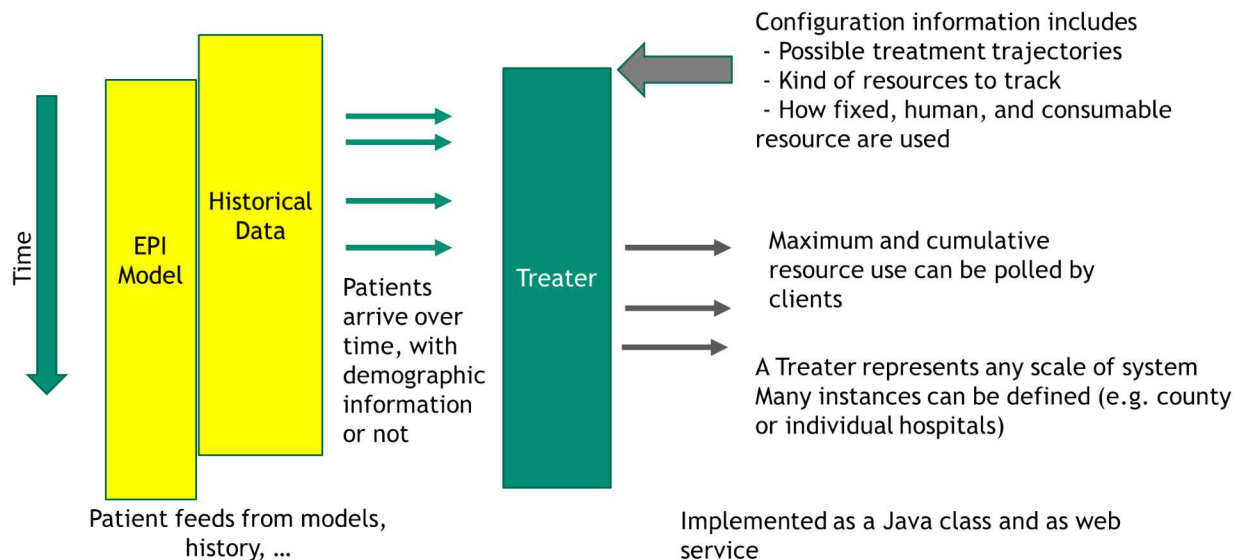 Time
EPI
Model
Historical
Data
Patients
arrive over
time, with
demographic
information
or not
Patient feeds from models,
history, ...
Treater
Configuration information includes
- Possible treatment trajectories
- Kind of resources to track
- How fixed, human, and consumable
resource are used
Maximum and cumulative
resource use can be polled by
clients
A Treater represents any scale of system
Many instances can be defined (e.g. county
or individual hospitals)
Implemented as a Java class and as web
service